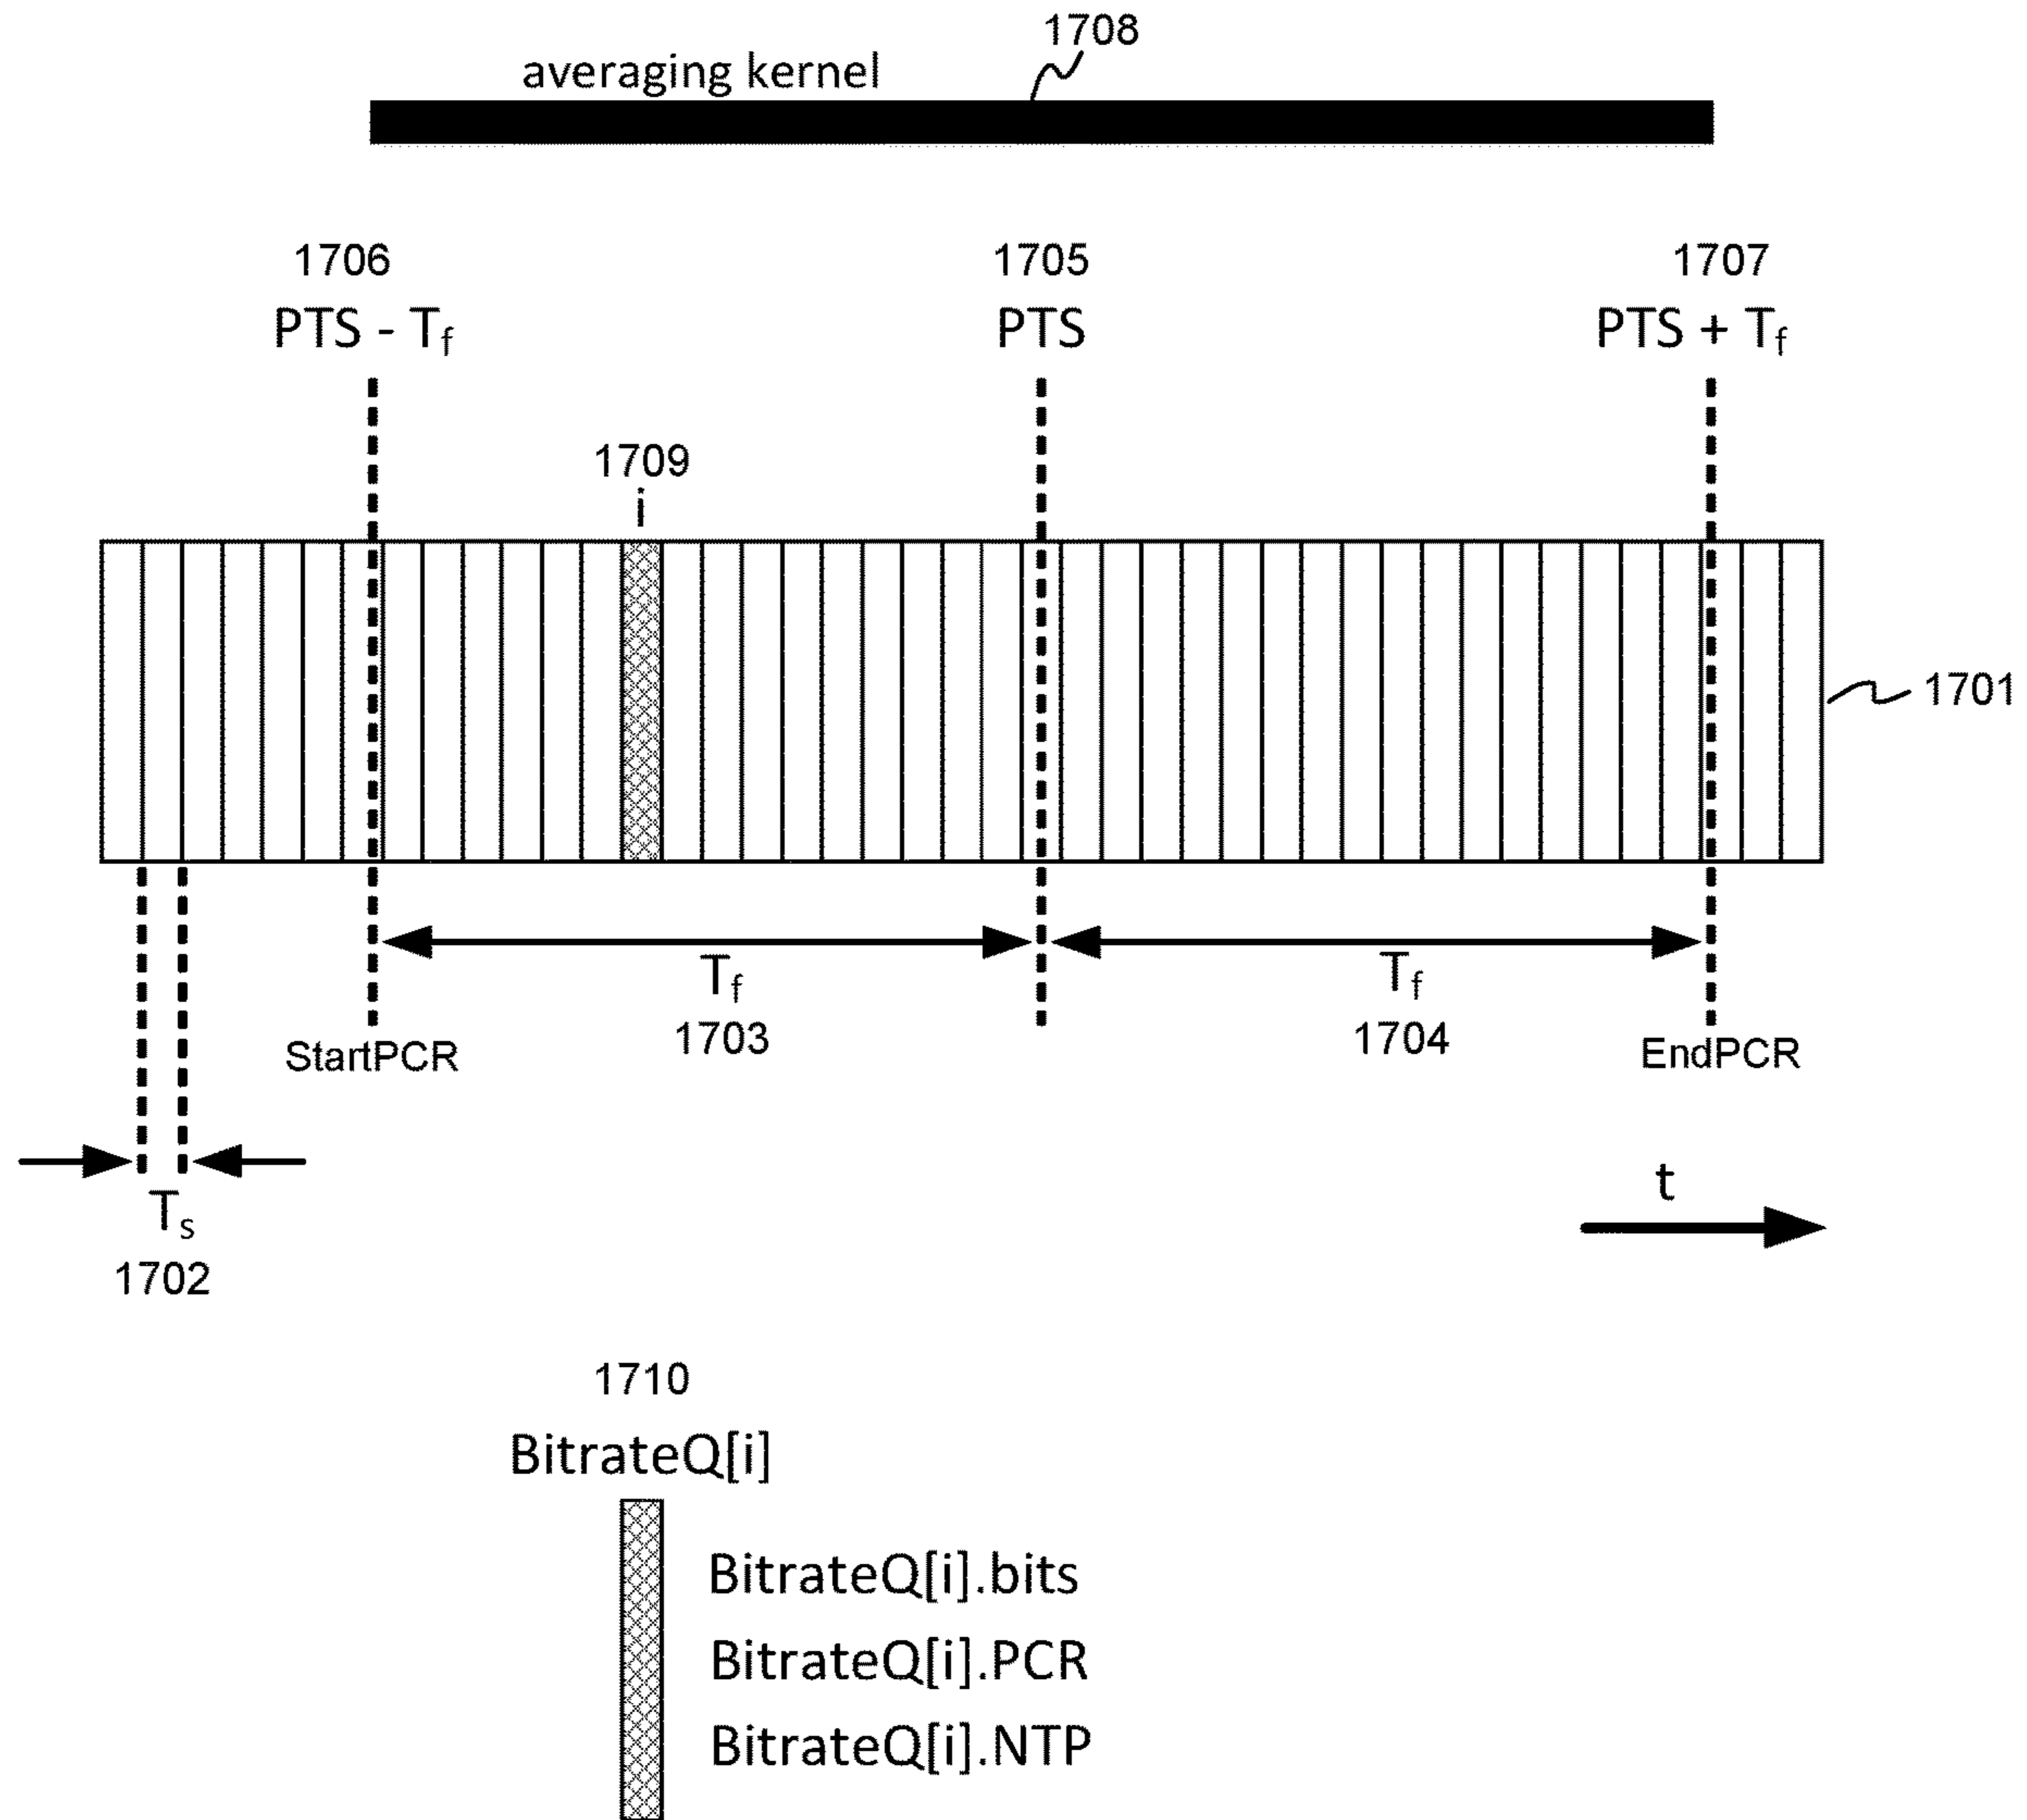 1708
averaging kernel
1706
1705
1707
PTS - Tf
PTS
PTS + Tf
1709
i
1701
Tf
Tf
1703
1704
StartPCR
EndPCR
Ts
t
1702
1710
BitrateQ[i]
BitrateQ[i].bits
BitrateQ[i].PCR
BitrateQ[i].NTP